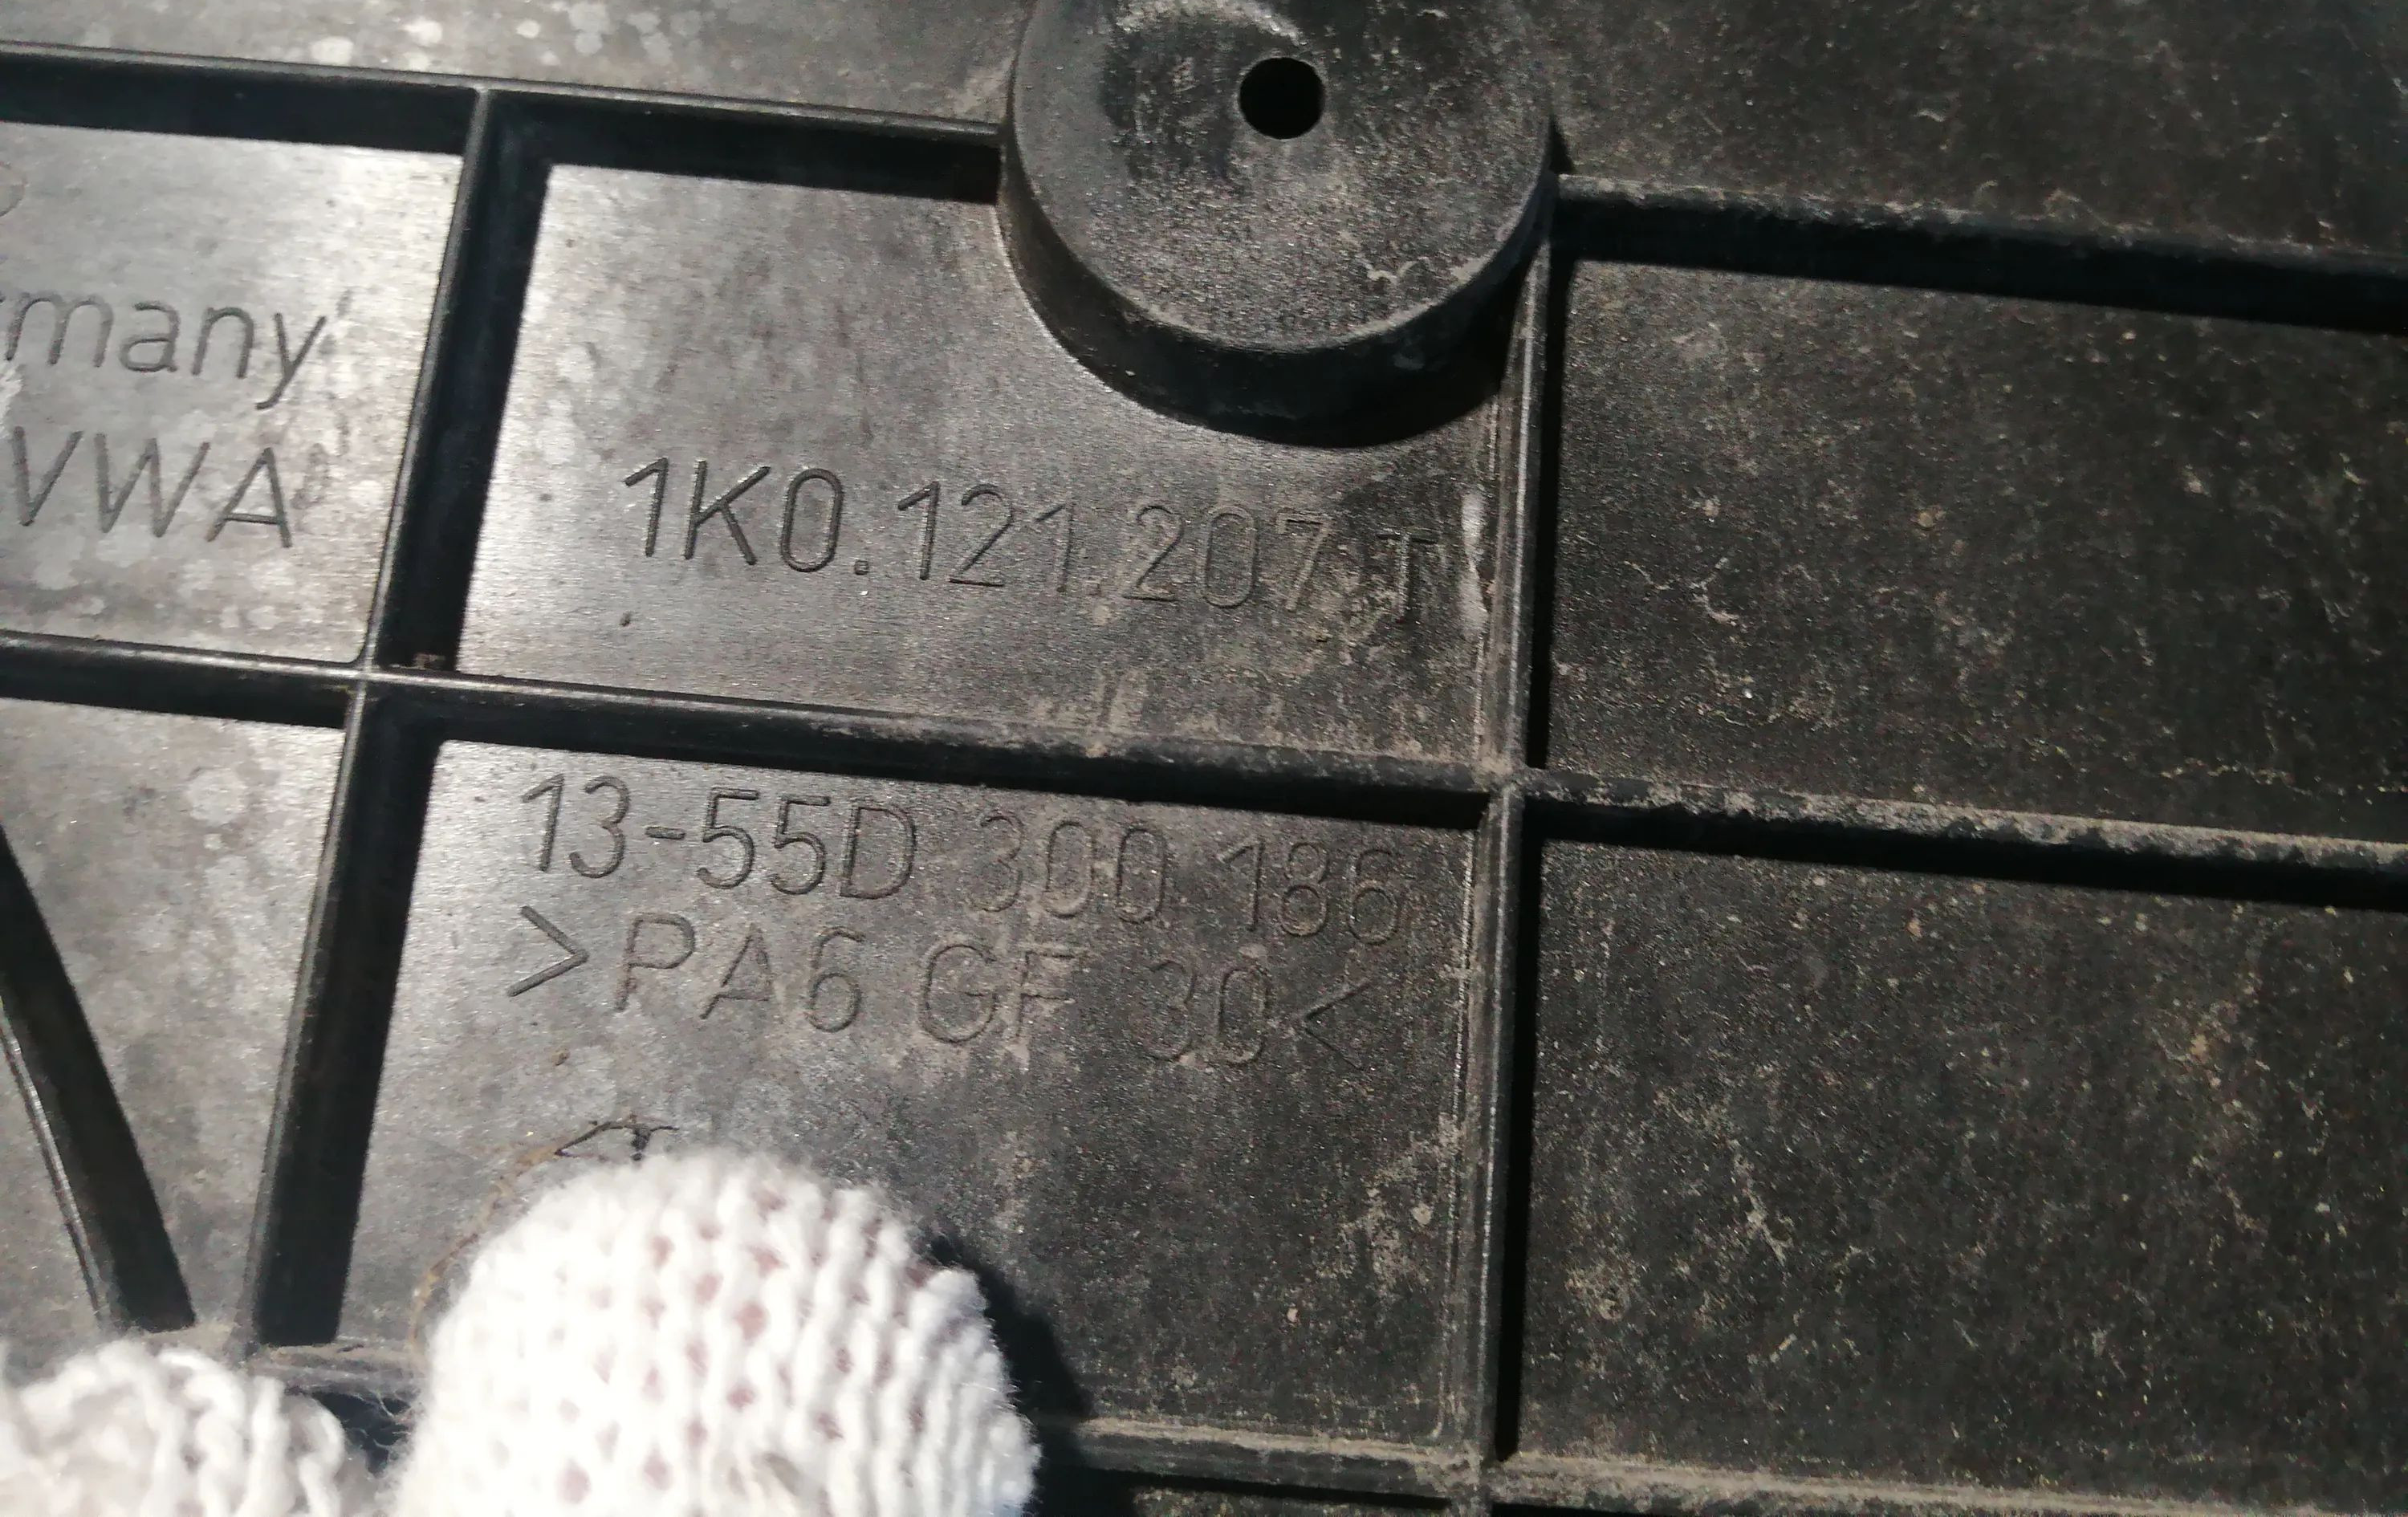 rmany
VWA
1K0.121.207 T
13-55D 300 186
>PA6 GF 30<